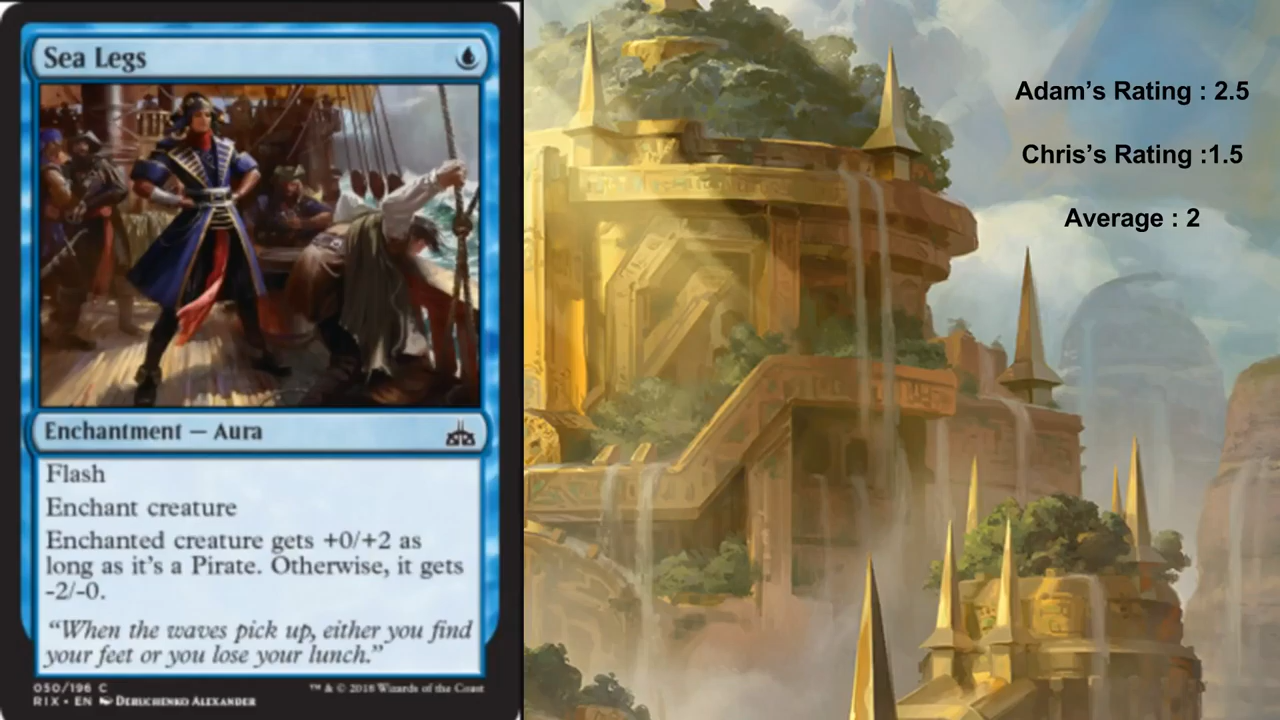 Sea Legs
Enchantment — Aura
Flash
Enchant creature
Enchanted creature gets +0/+2 as
long as it's a Pirate. Otherwise, it gets
-2/-0.
"When the waves pick up, either you find
your feet or you lose your lunch."
050/196 C
RIX • EN Deruchenko Alexander
™ & © 2018 Wizards of the Coast
Adam's Rating : 2.5
Chris's Rating :1.5
Average : 2